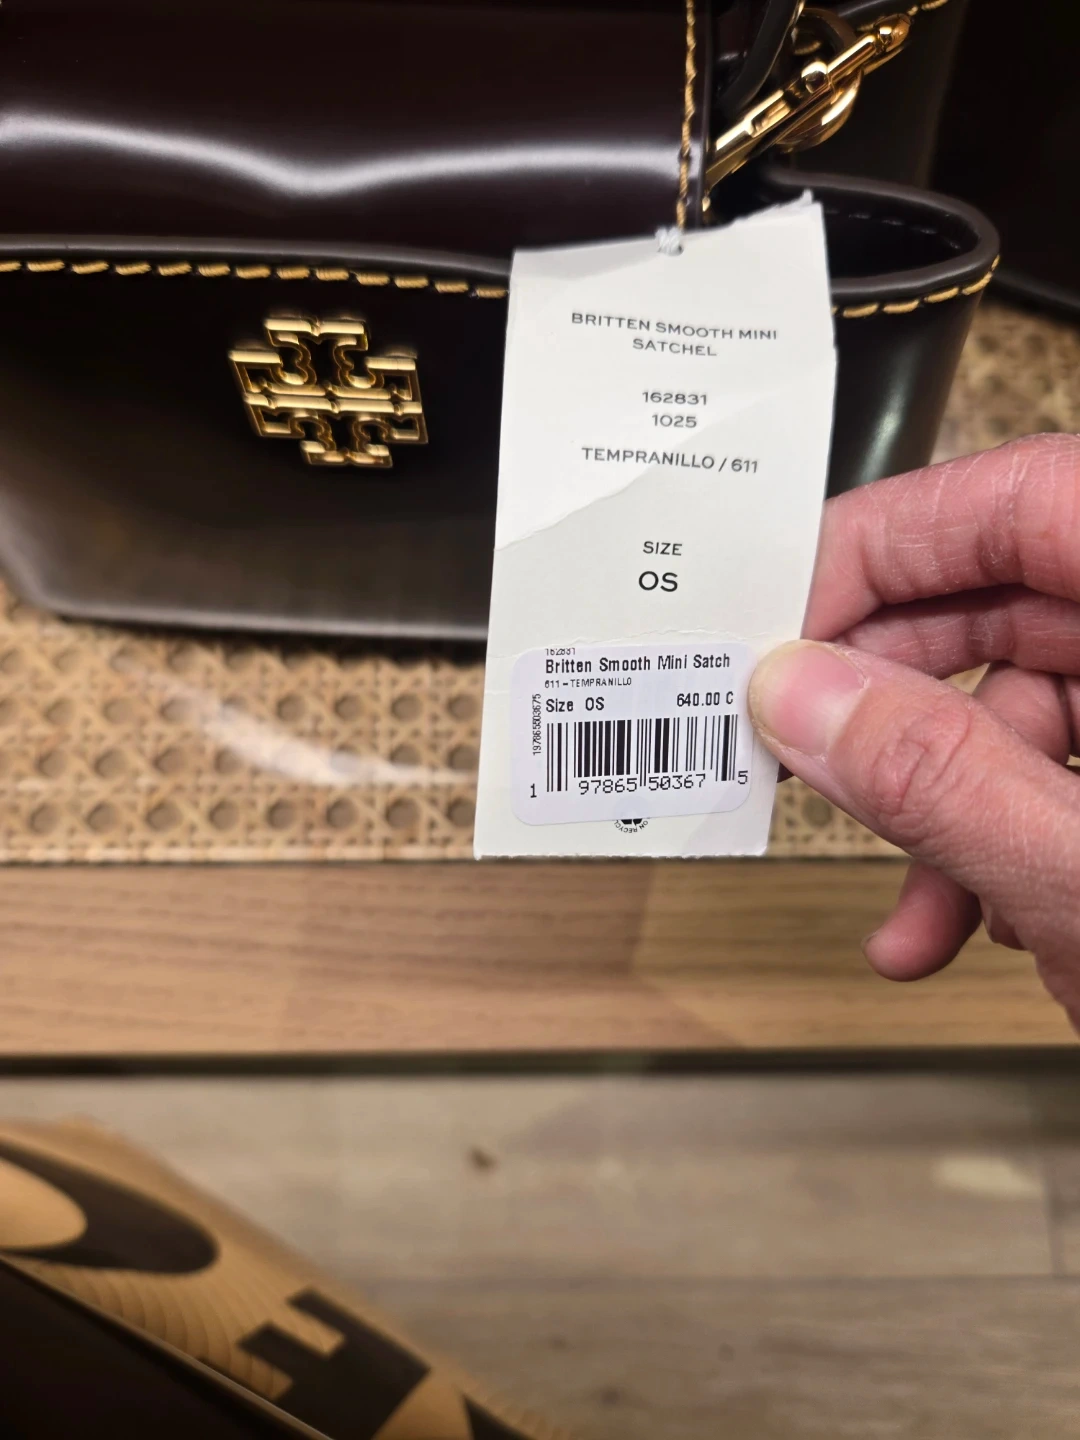 BRITTEN SMOOTH MINI
SATCHEL
162831
1025
TEMPRANILLO / 611
SIZE
OS
162831
Britten Smooth Mini Satch
611-TEMPRANILLO
Size OS 640.00 C
197865503675
1 97865 50367 5